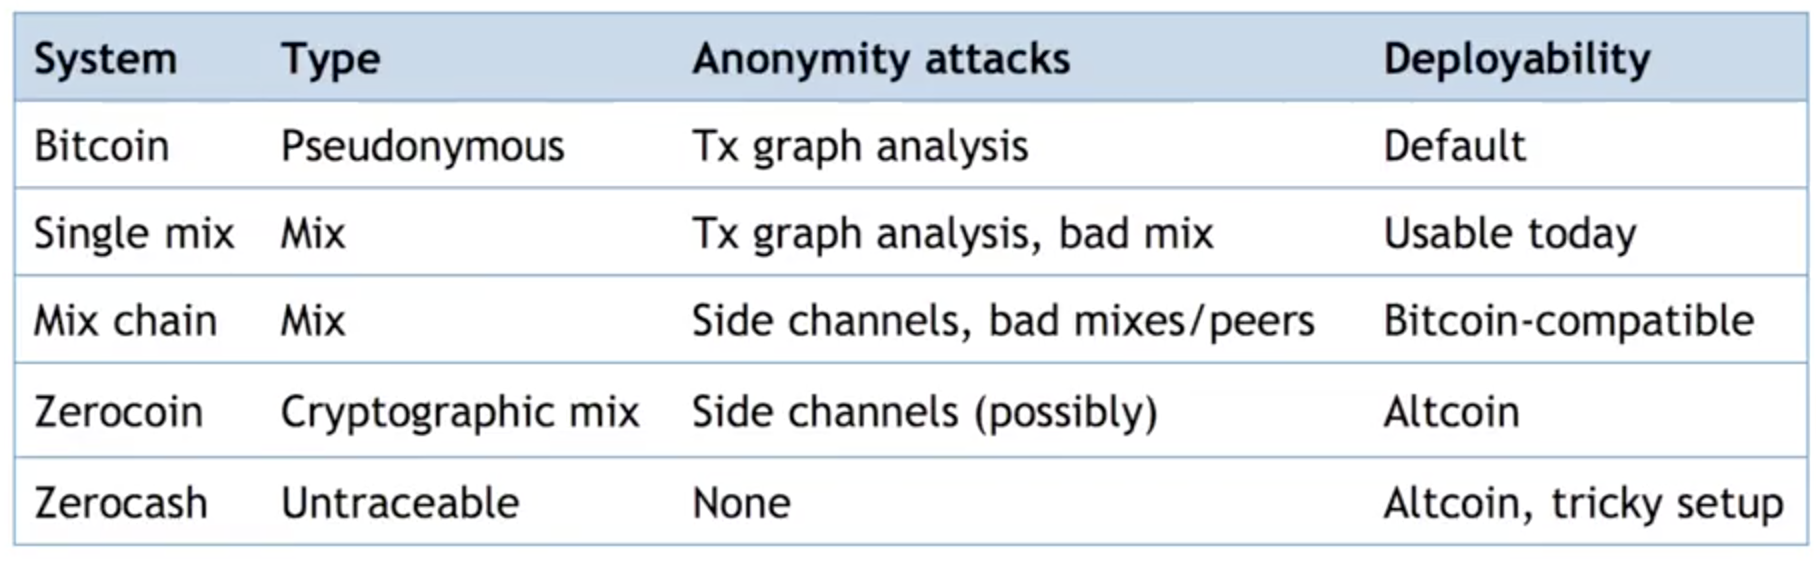 System Type Anonymity attacks Deployability
Bitcoin Pseudonymous Tx graph analysis Default
Single mix Mix Tx graph analysis, bad mix Usable today
Mix chain Mix Side channels, bad mixes/peers Bitcoin-compatible
Zerocoin Cryptographic mix Side channels (possibly) Altcoin
Zerocash Untraceable None Altcoin, tricky setup